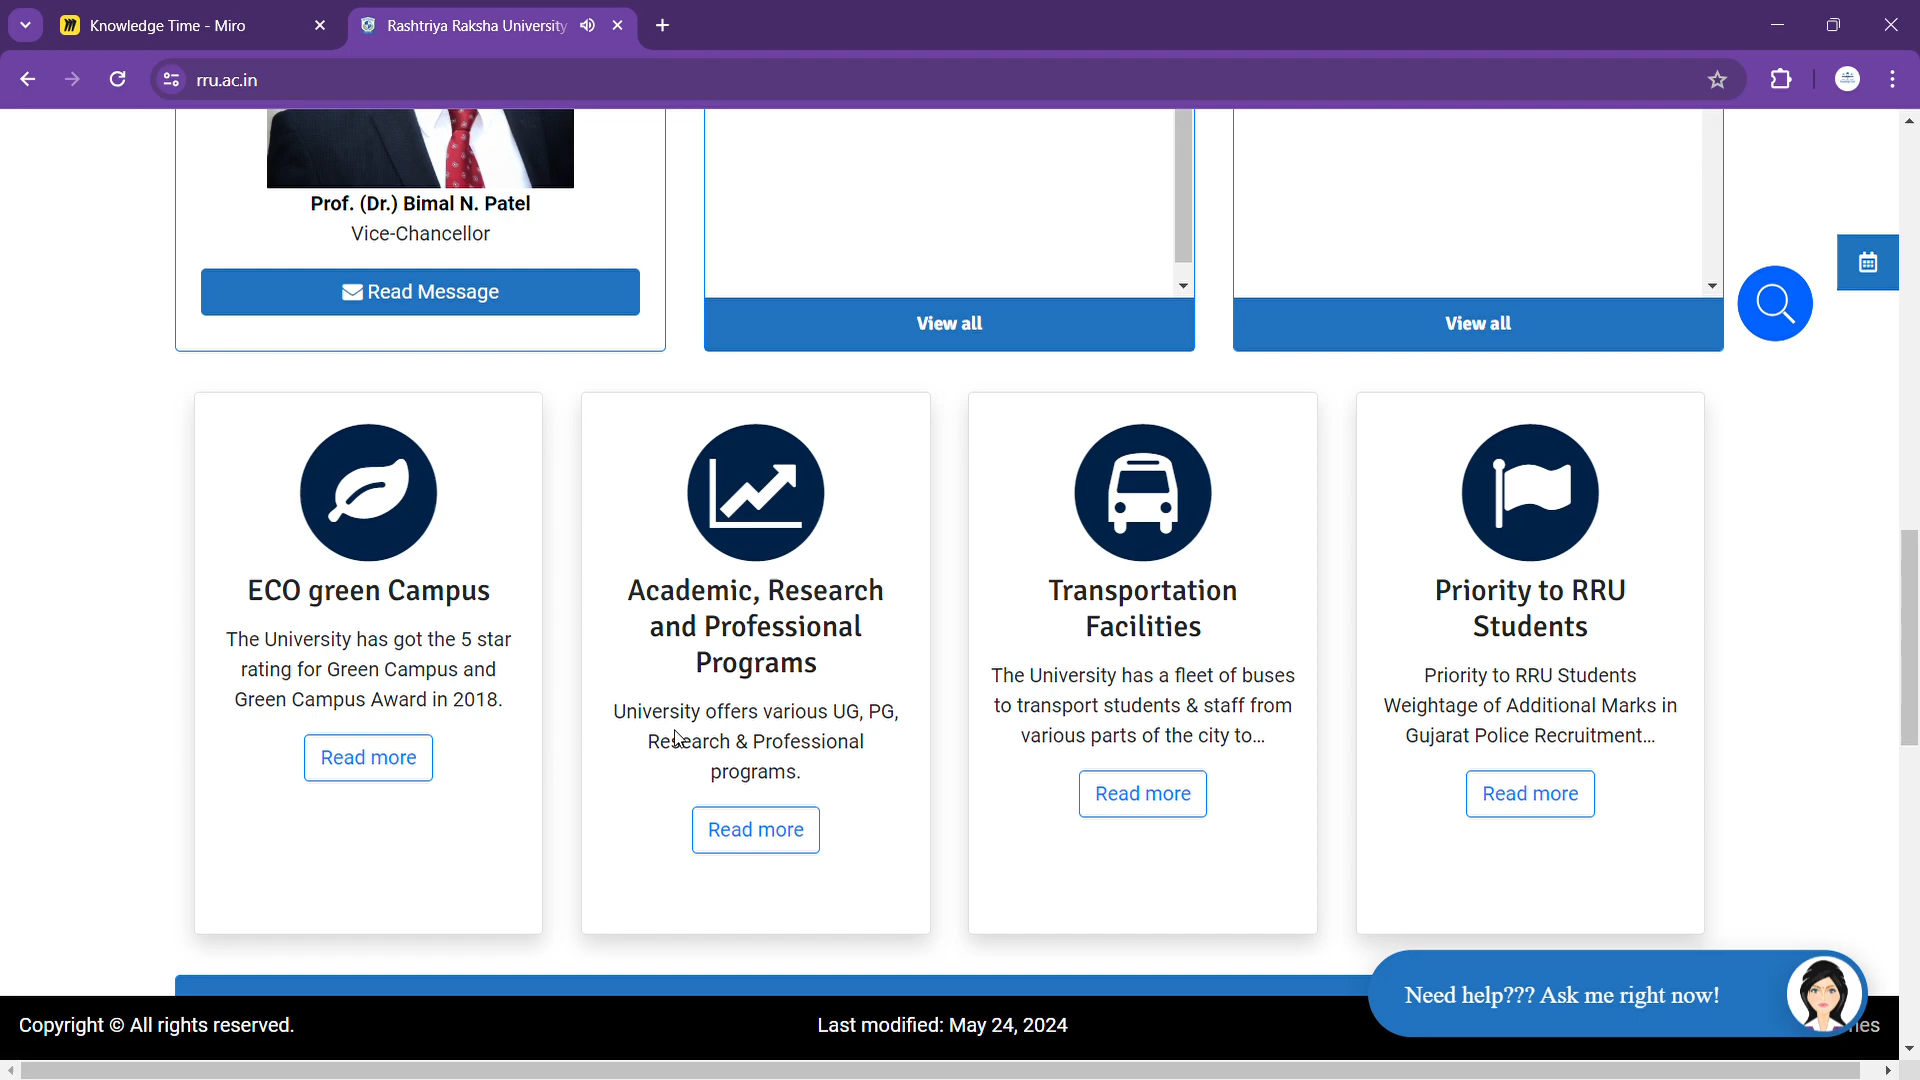 Knowledge Time - Miro
Rashtriya Raksha University
rru.ac.in
Prof. (Dr.) Bimal N. Patel
Vice-Chancellor
Read Message
View all
View all
ECO green Campus
The University has got the 5 star
rating for Green Campus and
Green Campus Award in 2018.
Read more
Academic, Research
and Professional
Programs
University offers various UG, PG,
Research & Professional
programs.
Read more
Transportation
Facilities
The University has a fleet of buses
to transport students & staff from
various parts of the city to...
Read more
Priority to RRU
Students
Priority to RRU Students
Weightage of Additional Marks in
Gujarat Police Recruitment...
Read more
Need help??? Ask me right now!
Copyright © All rights reserved.
Last modified: May 24, 2024